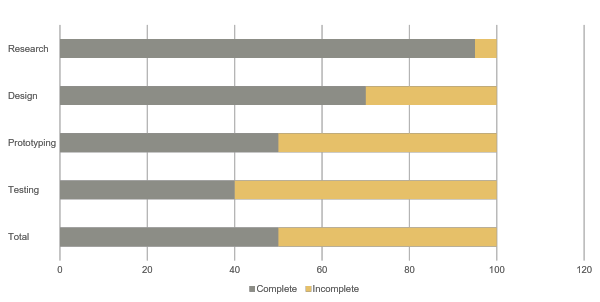 Research
Design
Prototyping
Testing
Total
0 20 40 60 80 100 120
Complete Incomplete